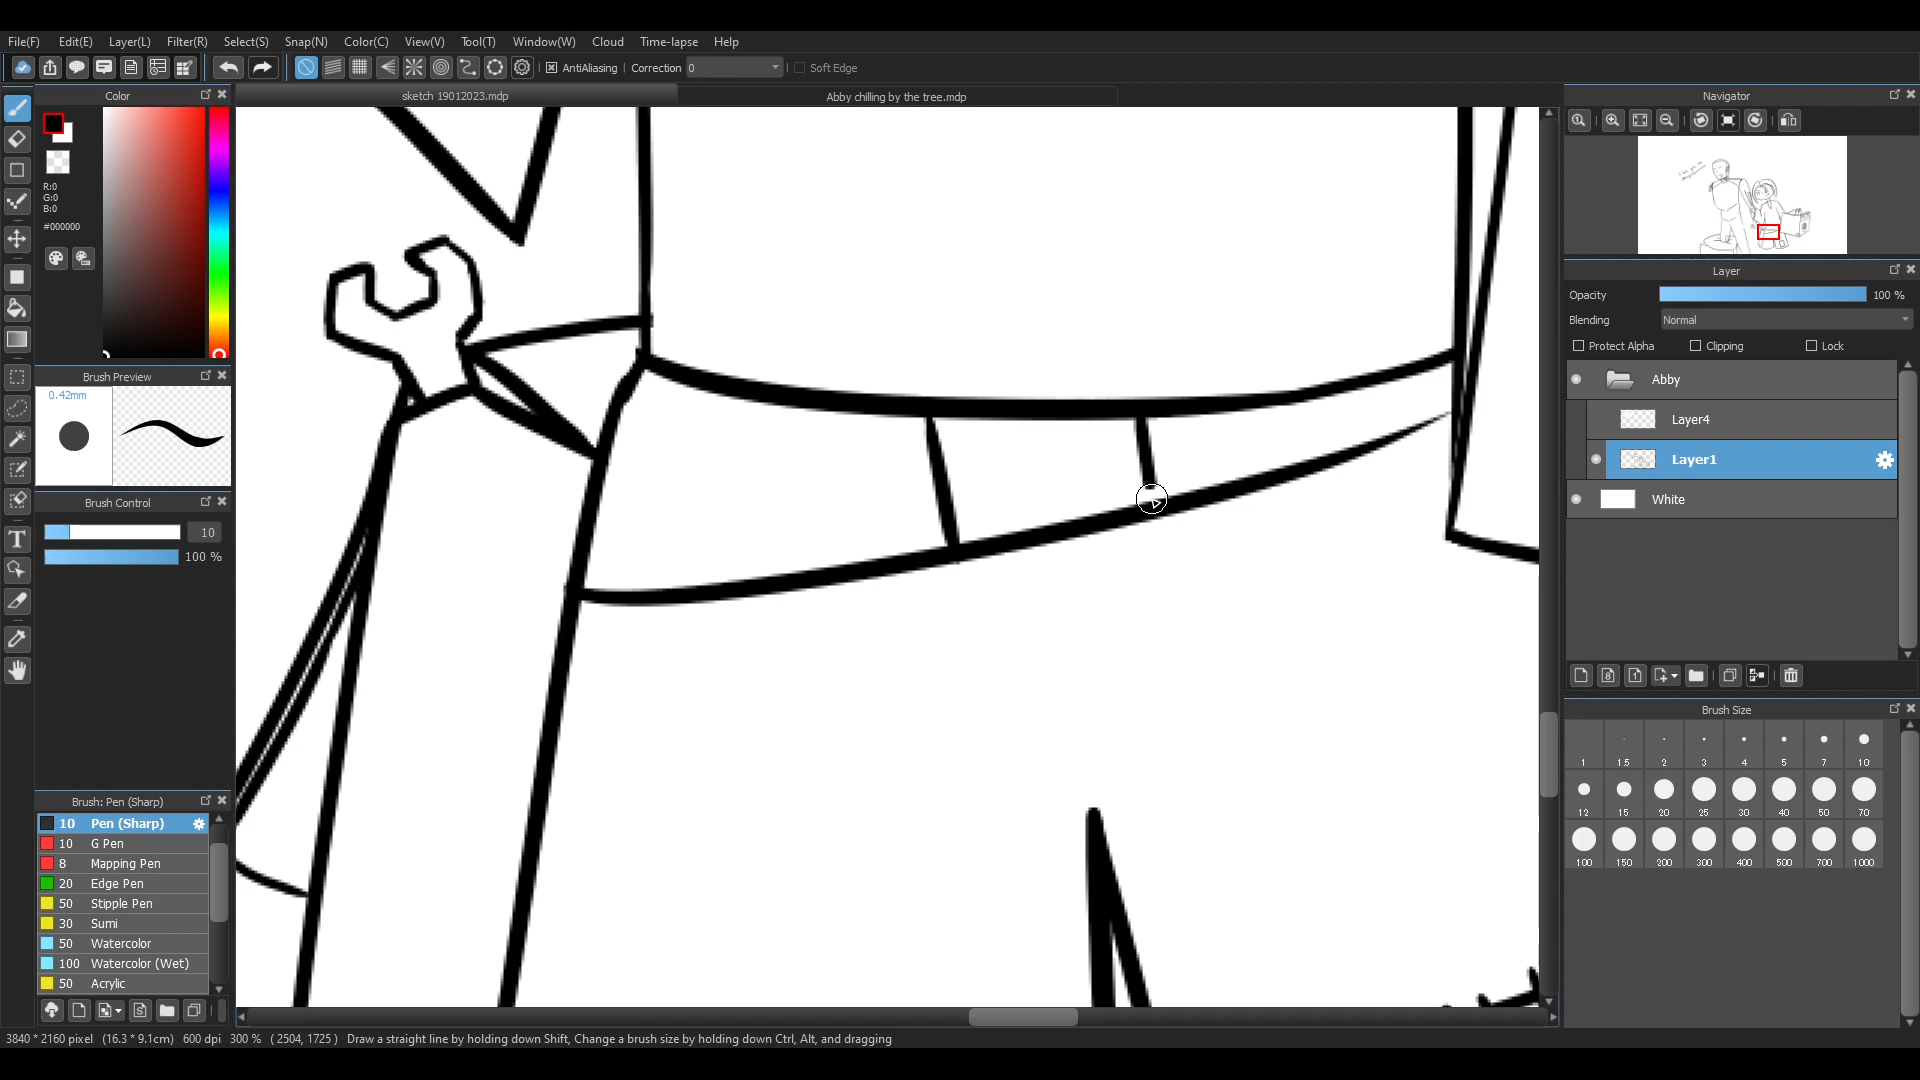 File(F) Edit(E) Layer(L) Filter(R) Select(S) Snap(N) Color(C) View(V) Tool(T) Window(W) Cloud Time-lapse Help
AntiAliasing Correction 0 Soft Edge
Color
sketch 19012023.mdp
Abby chilling by the tree.mdp
Navigator
R:0
G:0
B:0
#000000
Brush Preview
0.42mm
Brush Control
10
100 %
Brush: Pen (Sharp)
10 Pen (Sharp)
10 G Pen
8 Mapping Pen
20 Edge Pen
50 Stipple Pen
30 Sumi
50 Watercolor
100 Watercolor (Wet)
50 Acrylic
Layer
Opacity 100 %
Blending Normal
Protect Alpha Clipping Lock
Abby
Layer4
Layer1
White
Brush Size
1 1.5 2 3 4 5 7 10
12 15 20 25 30 40 50 70
100 150 200 300 400 500 700 1000
3840 * 2160 pixel (16.3 * 9.1cm) 600 dpi 300 % ( 2504, 1725 ) Draw a straight line by holding down Shift, Change a brush size by holding down Ctrl, Alt, and dragging